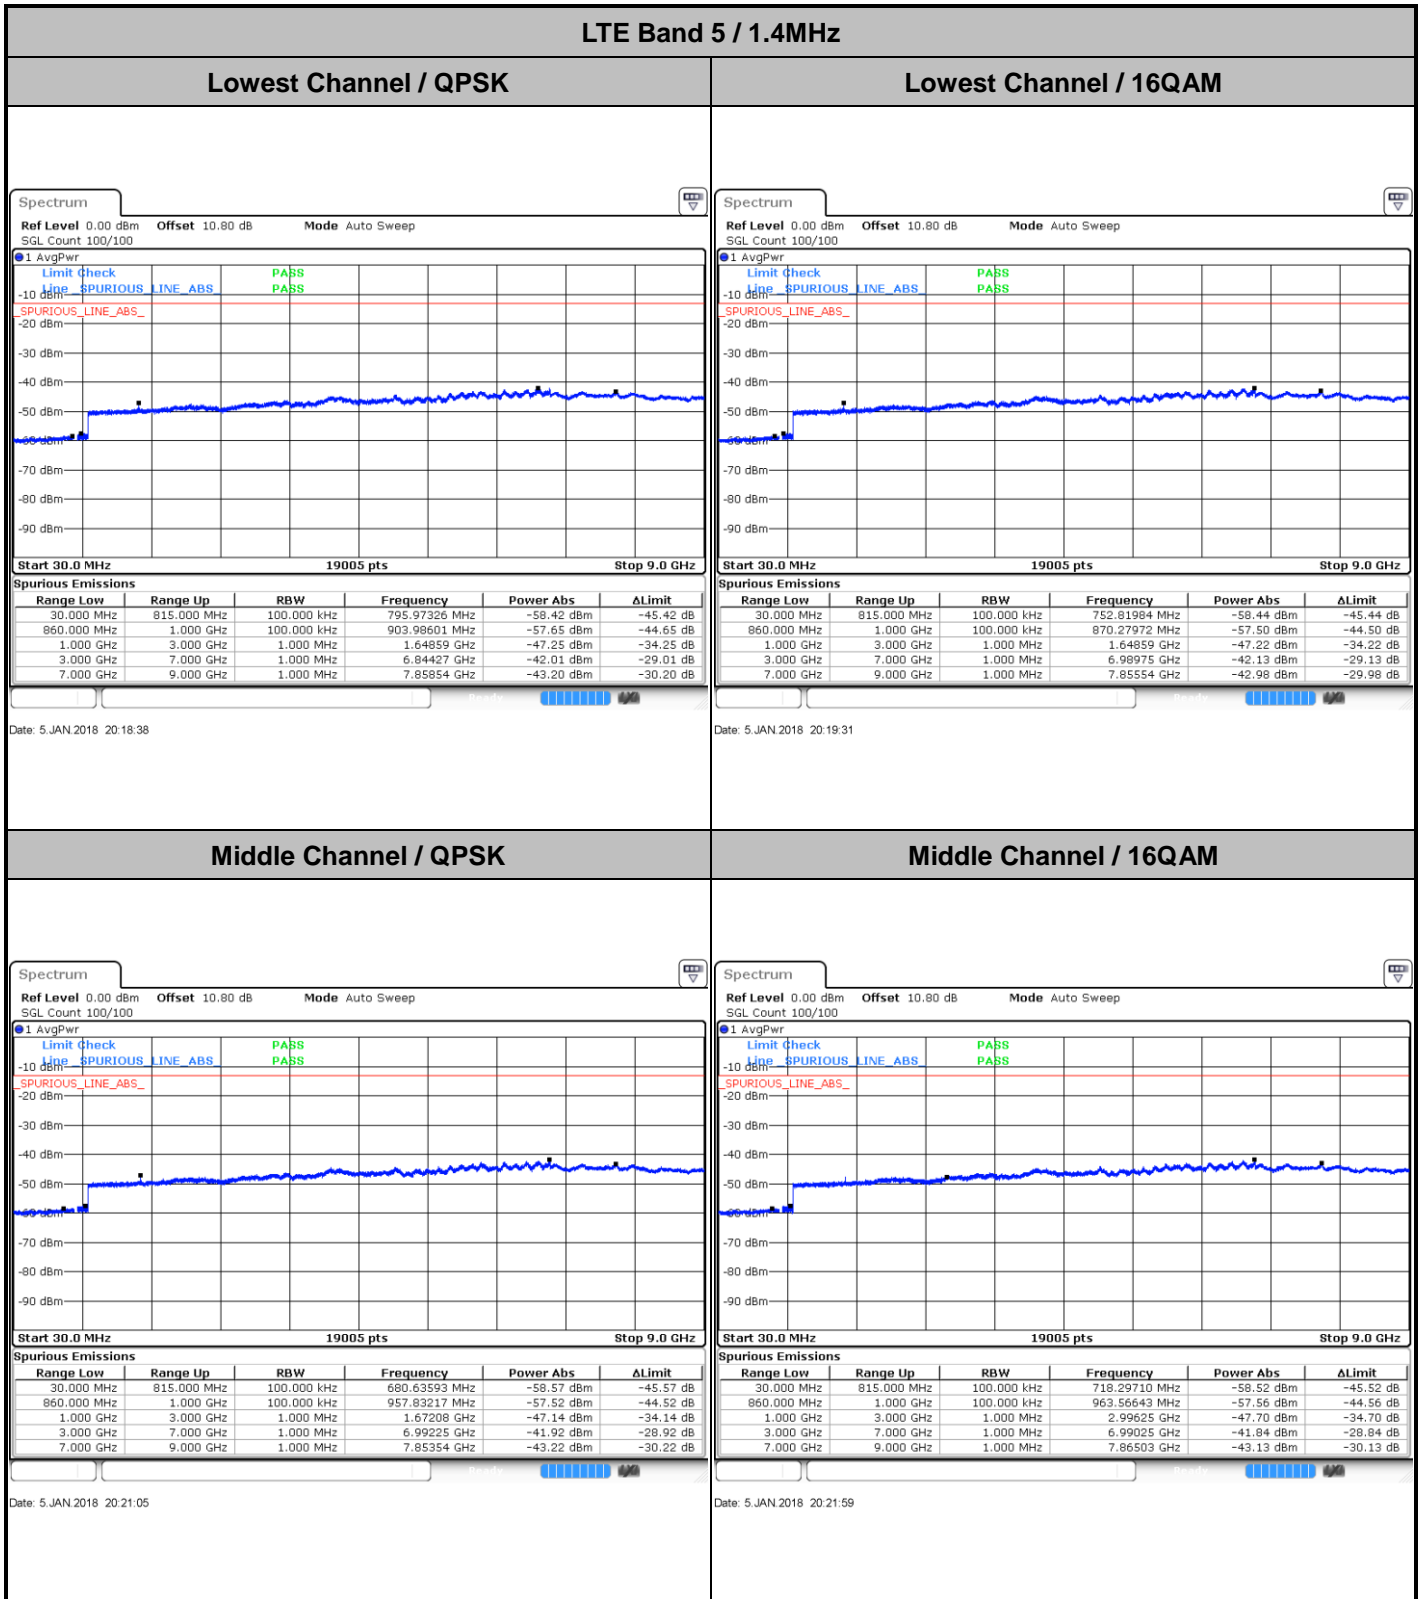 LTE Band 5 / 1.4MHz
Lowest Channel / QPSK
Lowest Channel / 16QAM
Spectrum
Ref Level 0.00 dBm Offset 10.80 dB Mode Auto Sweep
SGL Count 100/100
1 AvgPwr
Limit Check PASS
Line _SPURIOUS_LINE_ABS_ PASS
-10 dBm
_SPURIOUS_LINE_ABS_
-20 dBm
-30 dBm
-40 dBm
-50 dBm
-60 dBm
-70 dBm
-80 dBm
-90 dBm
Start 30.0 MHz 19005 pts Stop 9.0 GHz
Spurious Emissions
Range Low Range Up RBW Frequency Power Abs ΔLimit
30.000 MHz 815.000 MHz 100.000 kHz 795.97326 MHz -58.42 dBm -45.42 dB
860.000 MHz 1.000 GHz 100.000 kHz 903.98601 MHz -57.65 dBm -44.65 dB
1.000 GHz 3.000 GHz 1.000 MHz 1.64859 GHz -47.25 dBm -34.25 dB
3.000 GHz 7.000 GHz 1.000 MHz 6.84427 GHz -42.01 dBm -29.01 dB
7.000 GHz 9.000 GHz 1.000 MHz 7.85854 GHz -43.20 dBm -30.20 dB
Ready
Date: 5.JAN.2018 20:18:38
Spectrum
Ref Level 0.00 dBm Offset 10.80 dB Mode Auto Sweep
SGL Count 100/100
1 AvgPwr
Limit Check PASS
Line _SPURIOUS_LINE_ABS_ PASS
-10 dBm
_SPURIOUS_LINE_ABS_
-20 dBm
-30 dBm
-40 dBm
-50 dBm
-60 dBm
-70 dBm
-80 dBm
-90 dBm
Start 30.0 MHz 19005 pts Stop 9.0 GHz
Spurious Emissions
Range Low Range Up RBW Frequency Power Abs ΔLimit
30.000 MHz 815.000 MHz 100.000 kHz 752.81984 MHz -58.44 dBm -45.44 dB
860.000 MHz 1.000 GHz 100.000 kHz 870.27972 MHz -57.50 dBm -44.50 dB
1.000 GHz 3.000 GHz 1.000 MHz 1.64859 GHz -47.22 dBm -34.22 dB
3.000 GHz 7.000 GHz 1.000 MHz 6.98975 GHz -42.13 dBm -29.13 dB
7.000 GHz 9.000 GHz 1.000 MHz 7.85554 GHz -42.98 dBm -29.98 dB
Ready
Date: 5.JAN.2018 20:19:31
Middle Channel / QPSK
Middle Channel / 16QAM
Spectrum
Ref Level 0.00 dBm Offset 10.80 dB Mode Auto Sweep
SGL Count 100/100
1 AvgPwr
Limit Check PASS
Line _SPURIOUS_LINE_ABS_ PASS
-10 dBm
_SPURIOUS_LINE_ABS_
-20 dBm
-30 dBm
-40 dBm
-50 dBm
-60 dBm
-70 dBm
-80 dBm
-90 dBm
Start 30.0 MHz 19005 pts Stop 9.0 GHz
Spurious Emissions
Range Low Range Up RBW Frequency Power Abs ΔLimit
30.000 MHz 815.000 MHz 100.000 kHz 680.63593 MHz -58.57 dBm -45.57 dB
860.000 MHz 1.000 GHz 100.000 kHz 957.83217 MHz -57.52 dBm -44.52 dB
1.000 GHz 3.000 GHz 1.000 MHz 1.67208 GHz -47.14 dBm -34.14 dB
3.000 GHz 7.000 GHz 1.000 MHz 6.99225 GHz -41.92 dBm -28.92 dB
7.000 GHz 9.000 GHz 1.000 MHz 7.85354 GHz -43.22 dBm -30.22 dB
Ready
Date: 5.JAN.2018 20:21:05
Spectrum
Ref Level 0.00 dBm Offset 10.80 dB Mode Auto Sweep
SGL Count 100/100
1 AvgPwr
Limit Check PASS
Line _SPURIOUS_LINE_ABS_ PASS
-10 dBm
_SPURIOUS_LINE_ABS_
-20 dBm
-30 dBm
-40 dBm
-50 dBm
-60 dBm
-70 dBm
-80 dBm
-90 dBm
Start 30.0 MHz 19005 pts Stop 9.0 GHz
Spurious Emissions
Range Low Range Up RBW Frequency Power Abs ΔLimit
30.000 MHz 815.000 MHz 100.000 kHz 718.29710 MHz -58.52 dBm -45.52 dB
860.000 MHz 1.000 GHz 100.000 kHz 963.56643 MHz -57.56 dBm -44.56 dB
1.000 GHz 3.000 GHz 1.000 MHz 2.99625 GHz -47.70 dBm -34.70 dB
3.000 GHz 7.000 GHz 1.000 MHz 6.99025 GHz -41.84 dBm -28.84 dB
7.000 GHz 9.000 GHz 1.000 MHz 7.86503 GHz -43.13 dBm -30.13 dB
Ready
Date: 5.JAN.2018 20:21:59